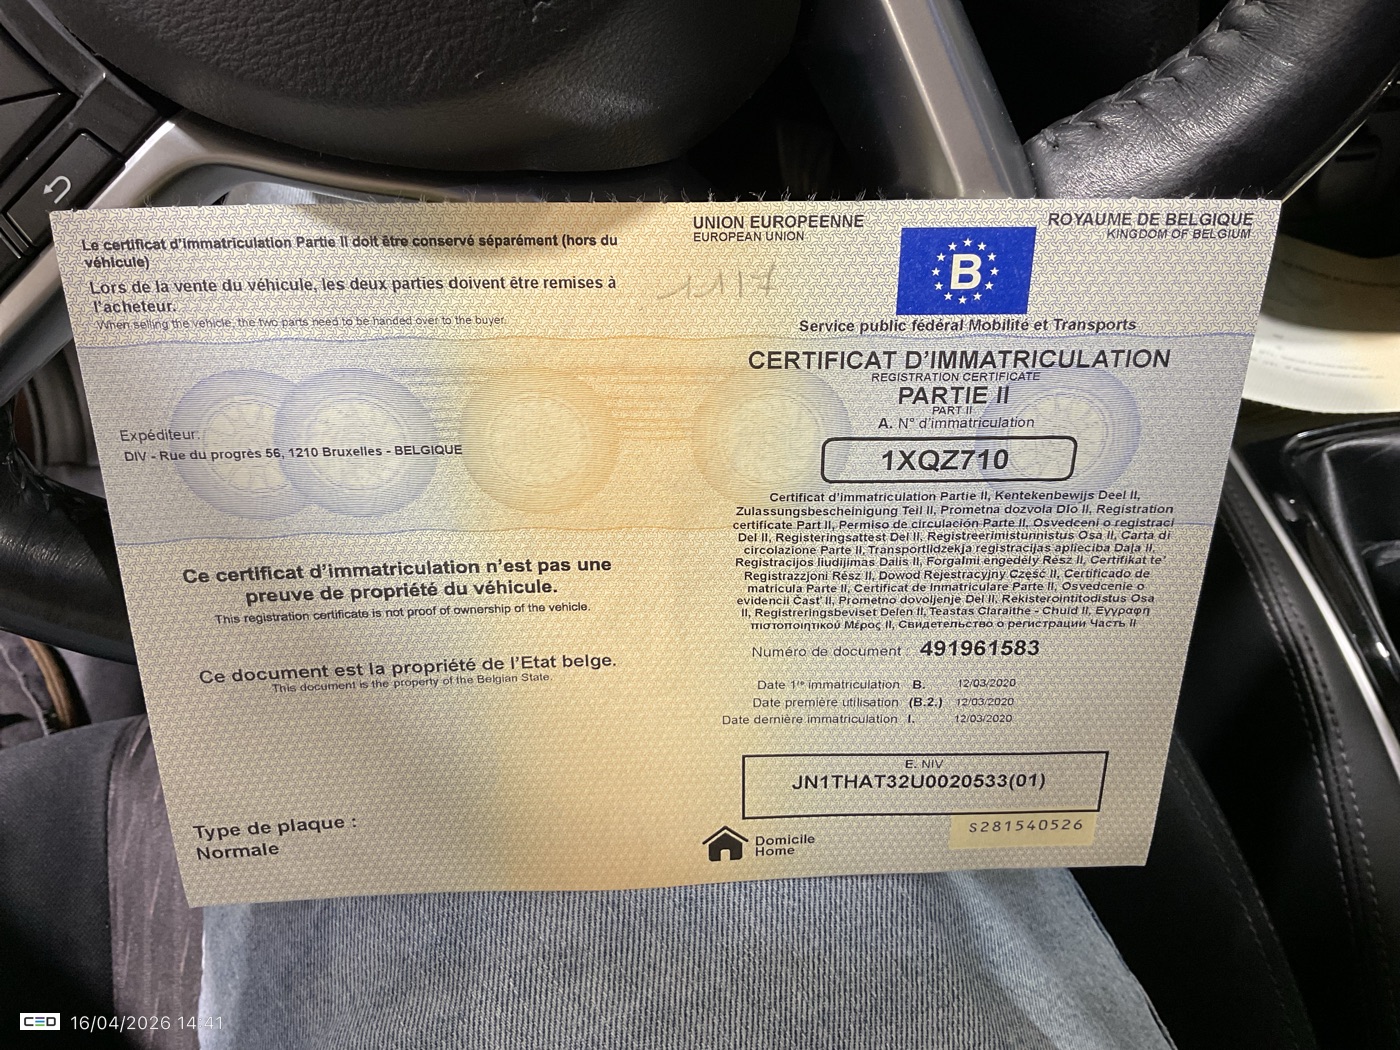 Le certificat d'immatriculation Partie II doit être conservé séparément (hors du
véhicule)
Lors de la vente du véhicule, les deux parties doivent être remises à
l'acheteur.
When selling the vehicle, the two parts need to be handed over to the buyer.
Expéditeur:
DIV - Rue du progrès 56, 1210 Bruxelles - BELGIQUE
Ce certificat d'immatriculation n'est pas une
preuve de propriété du véhicule.
This registration certificate is not proof of ownership of the vehicle.
Ce document est la propriété de l'Etat belge.
This document is the property of the Belgian State.
Type de plaque :
Normale
UNION EUROPEENNE
EUROPEAN UNION
1117
B
ROYAUME DE BELGIQUE
KINGDOM OF BELGIUM
Service public fédéral Mobilité et Transports
CERTIFICAT D'IMMATRICULATION
REGISTRATION CERTIFICATE
PARTIE II
PART II
A. N° d'immatriculation
1XQZ710
Certificat d'immatriculation Partie II, Kentekenbewijs Deel II,
Zulassungsbescheinigung Teil II, Prometna dozvola DIo II, Registration
certificate Part II, Permiso de circulación Parte II, Osvedceni o registraci
Del II, Registeringsattest Del II, Registreerimistunnistus Osa II, Carta di
circolazione Parte II, Transportlidzekja registracijas aplieciba Daļa II,
Registracijos liudijimas Dalis II, Forgalmi engedély Rész II, Certifikat te'
Registrazzjoni Rész II, Dowod Rejestracyjny Część II, Certificado de
matricula Parte II, Certificat de Inmatriculare Parte II, Osvedcenie o
evidencii Cast' II, Prometno dovoljenje Del II, Rekisterointitodistus Osa
II, Registreringsbeviset Delen II, Teastas Claraithe - Chuid II, Εγγραφη
πιστοποιητικού Μέρος II, Свидетельство о регистрации Часть II
Numéro de document : 491961583
Date 1re immatriculation B. 12/03/2020
Date première utilisation (B.2.) 12/03/2020
Date dernière immatriculation I. 12/03/2020
E. NIV
JN1THAT32U0020533(01)
S281540526
Domicile
Home
CED 16/04/2026 14:41